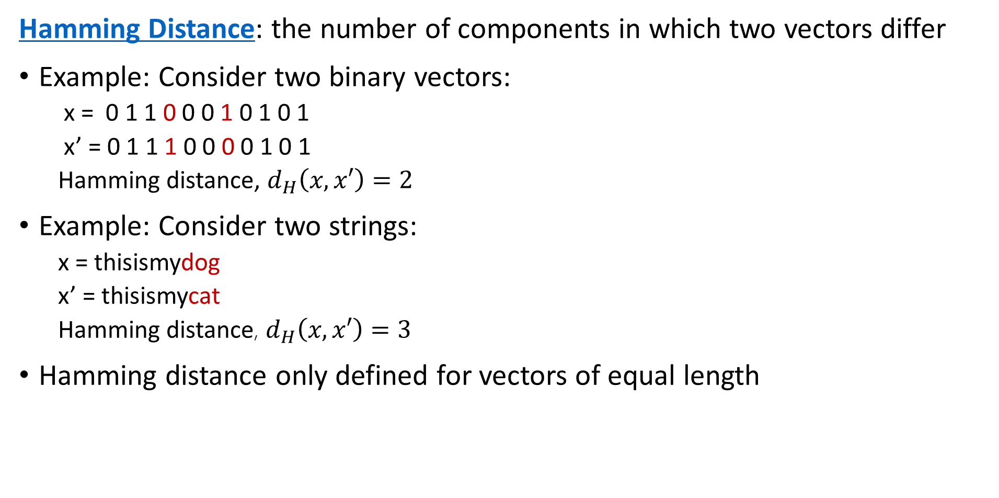 Hamming Distance: the number of components in which two vectors differ
• Example: Consider two binary vectors:
x = 0 1 1 0 0 0 1 0 1 0 1
x’ = 0 1 1 1 0 0 0 0 1 0 1
Hamming distance, d_H(x, x′) = 2
• Example: Consider two strings:
x = thisismydog
x’ = thisismycat
Hamming distance, d_H(x, x′) = 3
• Hamming distance only defined for vectors of equal length